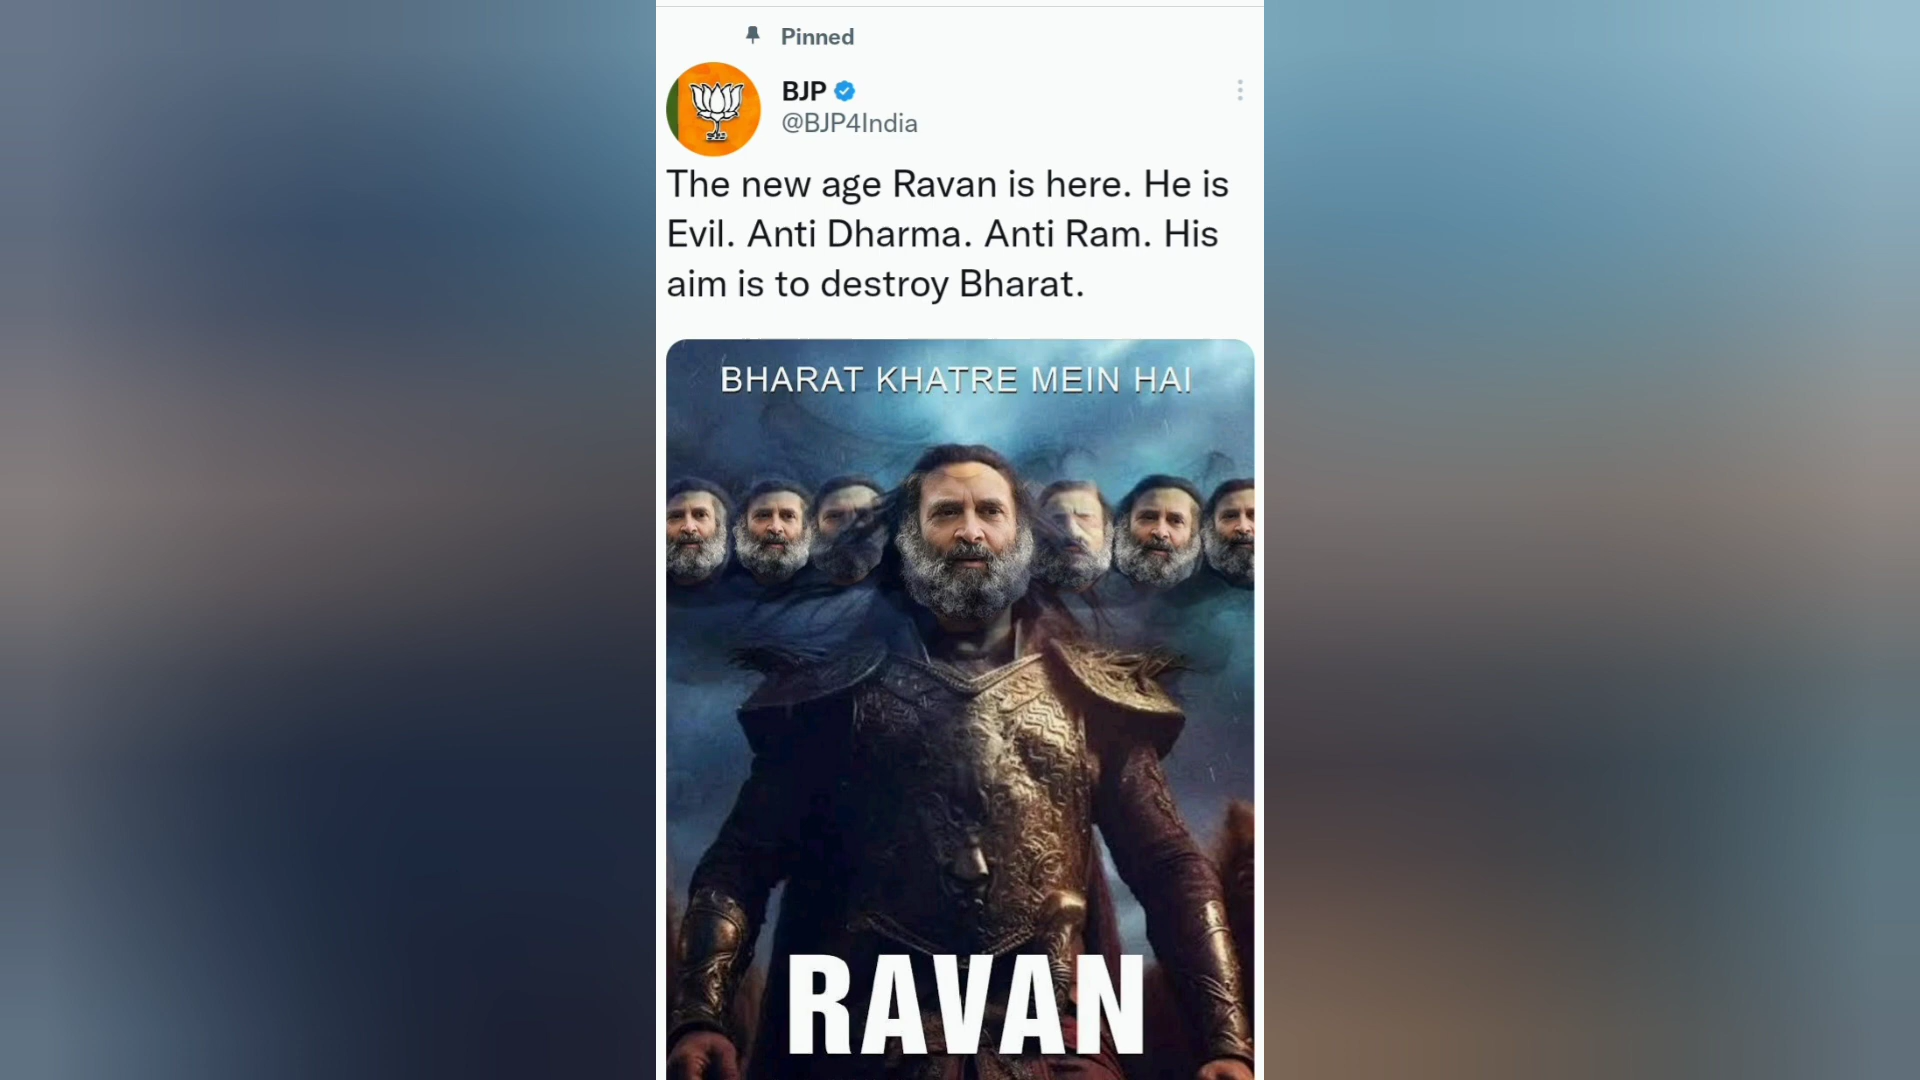 Pinned
BJP
@BJP4India
The new age Ravan is here. He is
Evil. Anti Dharma. Anti Ram. His
aim is to destroy Bharat.
BHARAT KHATRE MEIN HAI
RAVAN